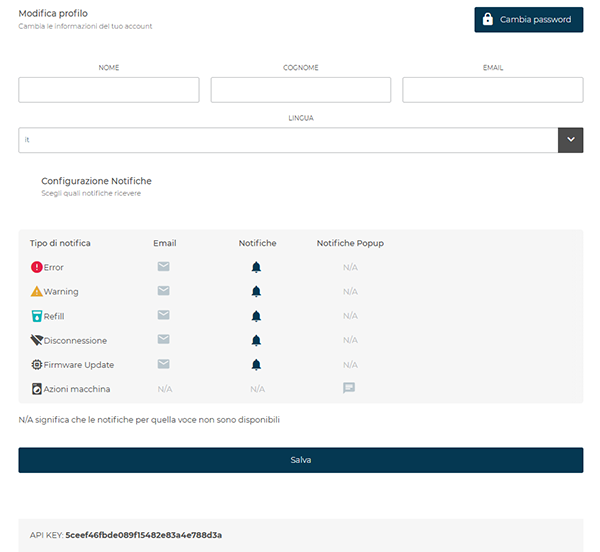 Modifica profilo
Cambia le informazioni del tuo account
Cambia password
NOME COGNOME EMAIL
LINGUA
it
Configurazione Notifiche
Scegli quali notifiche ricevere
Tipo di notifica Email Notifiche Notifiche Popup
Error N/A
Warning N/A
Refill N/A
Disconnessione N/A
Firmware Update N/A
Azioni macchina N/A N/A
N/A significa che le notifiche per quella voce non sono disponibili
Salva
API KEY: 5ceef46fbde089f15482e83a4e788d3a